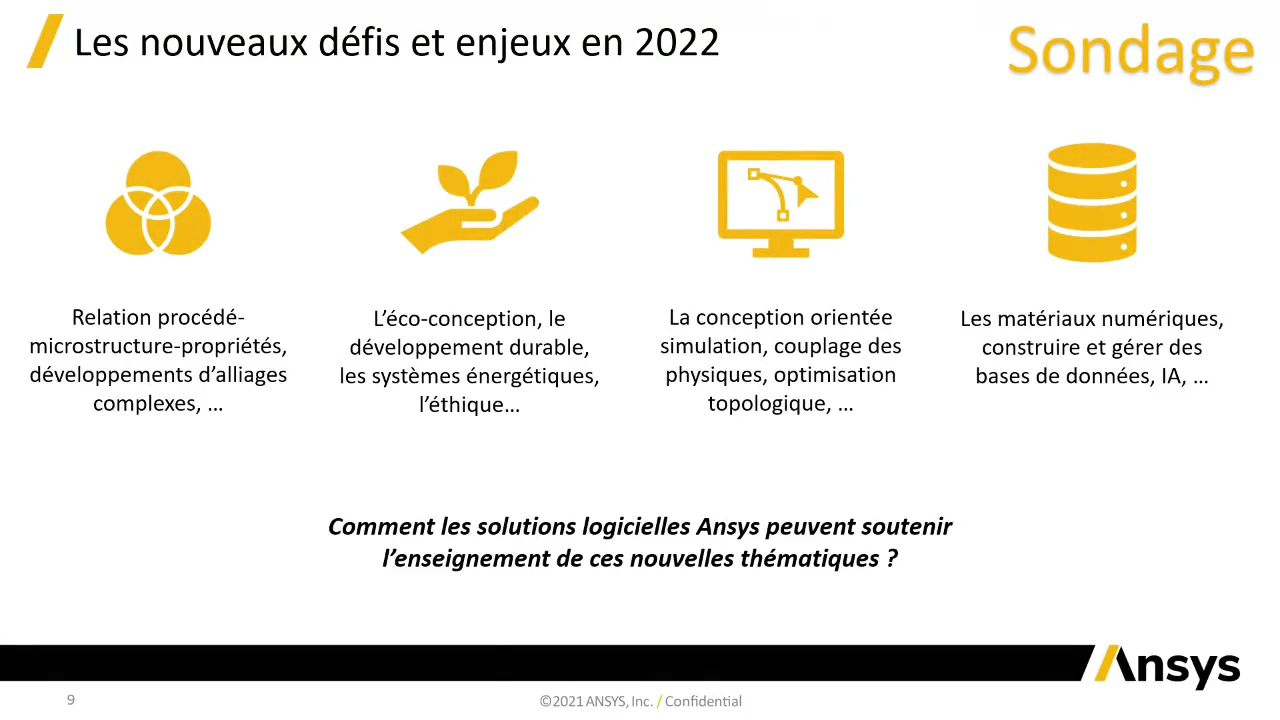 Les nouveaux défis et enjeux en 2022
Sondage
Relation procédé-
microstructure-propriétés,
développements d’alliages
complexes, ...
L’éco-conception, le
développement durable,
les systèmes énergétiques,
l’éthique...
La conception orientée
simulation, couplage des
physiques, optimisation
topologique, ...
Les matériaux numériques,
construire et gérer des
bases de données, IA, ...
Comment les solutions logicielles Ansys peuvent soutenir
l’enseignement de ces nouvelles thématiques ?
Ansys
9
©2021 ANSYS, Inc. / Confidential